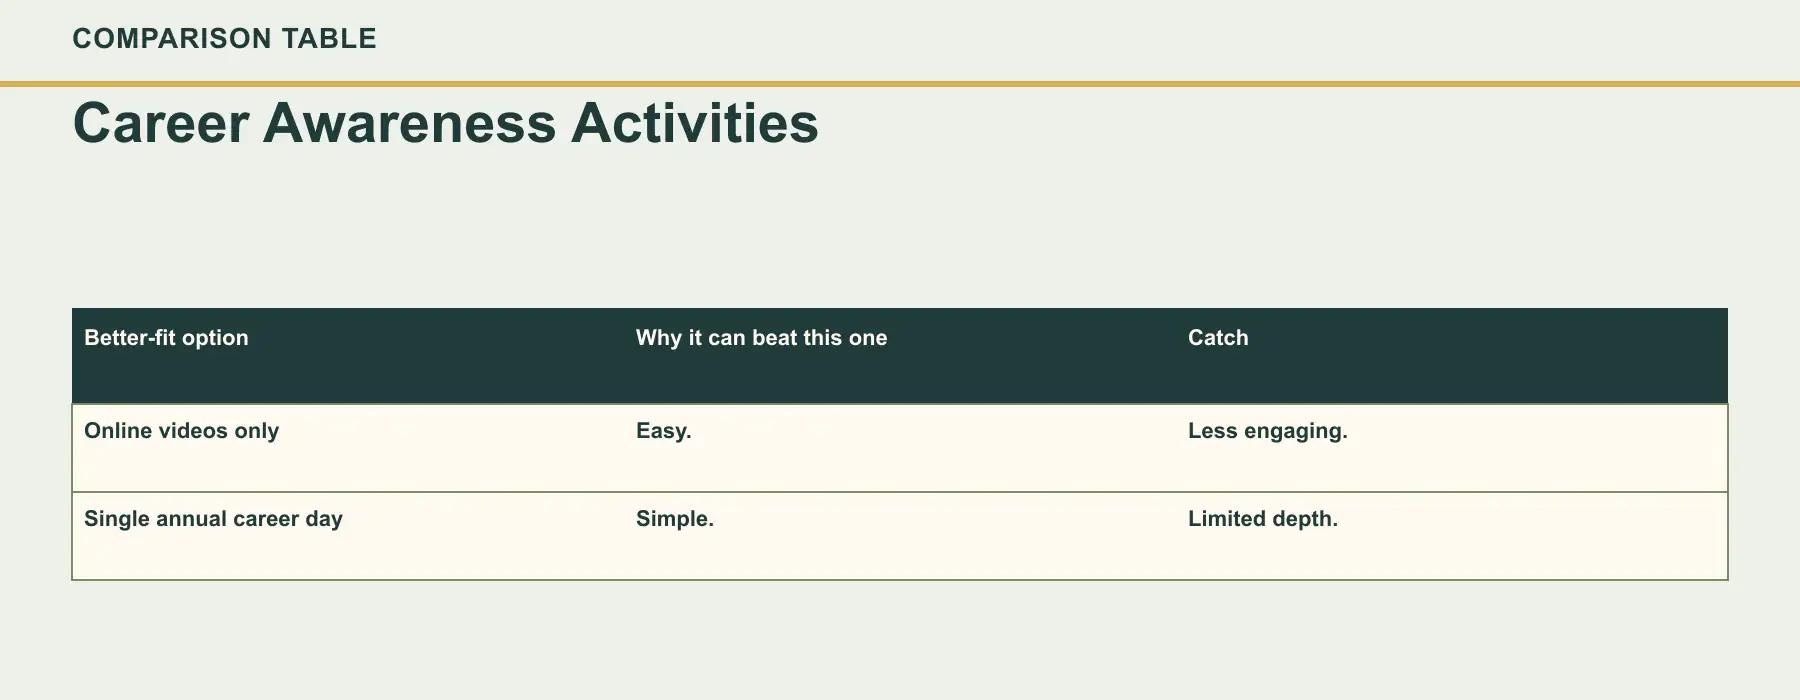 COMPARISON TABLE
Career Awareness Activities
Better-fit option Why it can beat this one Catch
Online videos only Easy. Less engaging.
Single annual career day Simple. Limited depth.